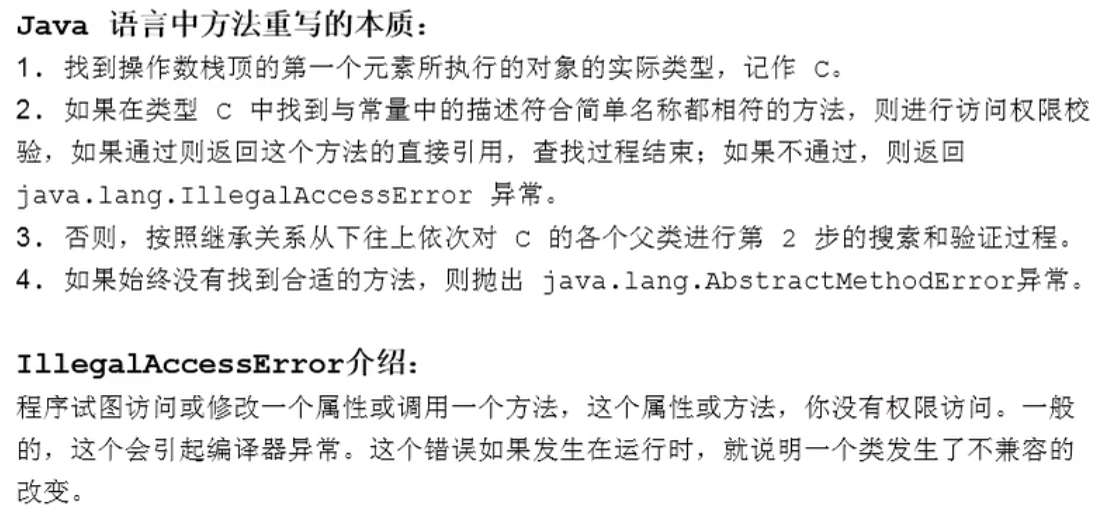 Java 语言中方法重写的本质：
1. 找到操作数栈顶的第一个元素所执行的对象的实际类型，记作 C。
2. 如果在类型 C 中找到与常量中的描述符合简单名称都相符的方法，则进行访问权限校
验，如果通过则返回这个方法的直接引用，查找过程结束；如果不通过，则返回
java.lang.IllegalAccessError 异常。
3. 否则，按照继承关系从下往上依次对 C 的各个父类进行第 2 步的搜索和验证过程。
4. 如果始终没有找到合适的方法，则抛出 java.lang.AbstractMethodError异常。
IllegalAccessError介绍：
程序试图访问或修改一个属性或调用一个方法，这个属性或方法，你没有权限访问。一般
的，这个会引起编译器异常。这个错误如果发生在运行时，就说明一个类发生了不兼容的
改变。